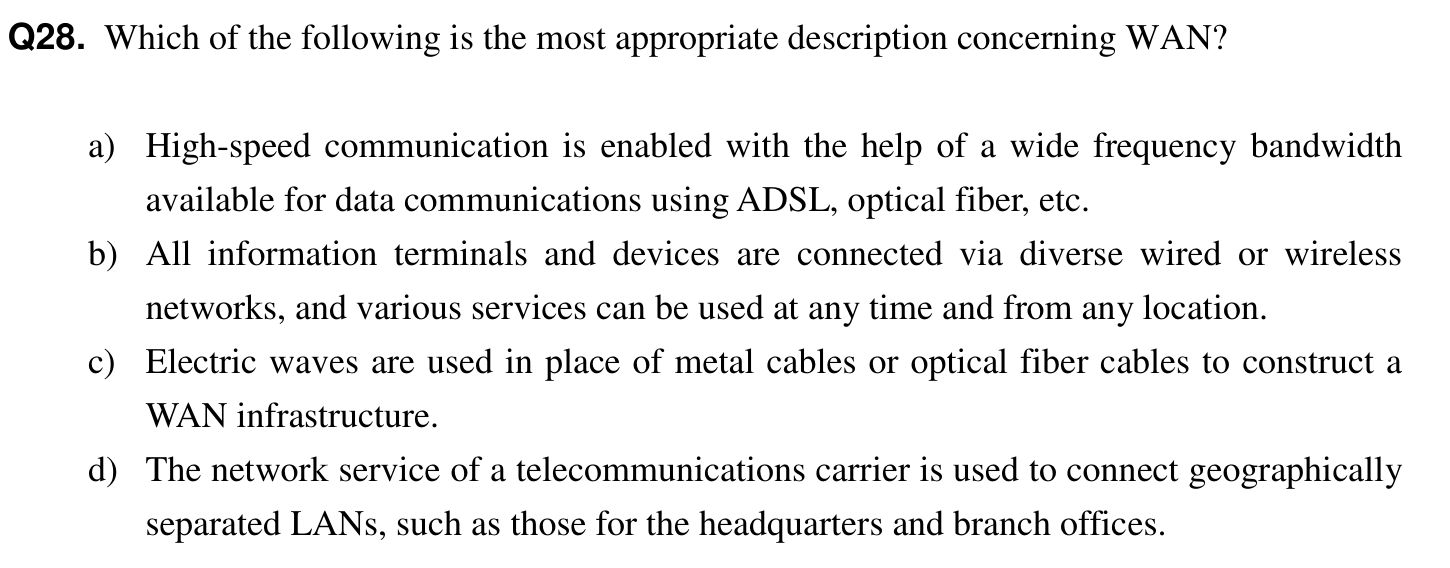 Q28. Which of the following is the most appropriate description concerning WAN?
a) High-speed communication is enabled with the help of a wide frequency bandwidth
available for data communications using ADSL, optical fiber, etc.
b) All information terminals and devices are connected via diverse wired or wireless
networks, and various services can be used at any time and from any location.
c) Electric waves are used in place of metal cables or optical fiber cables to construct a
WAN infrastructure.
d) The network service of a telecommunications carrier is used to connect geographically
separated LANs, such as those for the headquarters and branch offices.